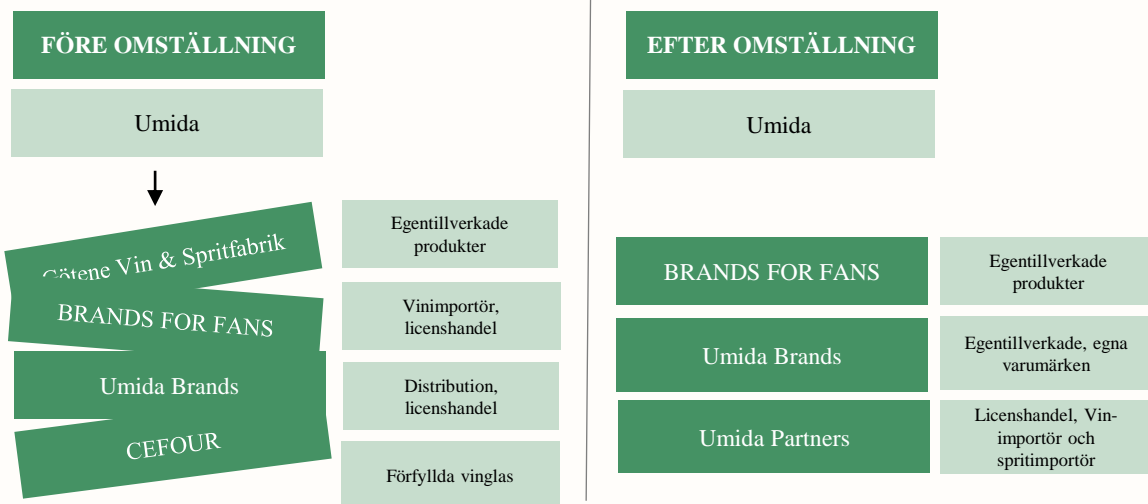 FÖRE OMSTÄLLNING
Umida
Götene Vin & Spritfabrik
Egentillverkade
produkter
BRANDS FOR FANS
Vinimportör,
licenshandel
Umida Brands
Distribution,
licenshandel
CEFOUR
Förfyllda vinglas
EFTER OMSTÄLLNING
Umida
BRANDS FOR FANS
Egentillverkade
produkter
Umida Brands
Egentillverkade, egna
varumärken
Umida Partners
Licenshandel, Vin-
importör och
spritimportör